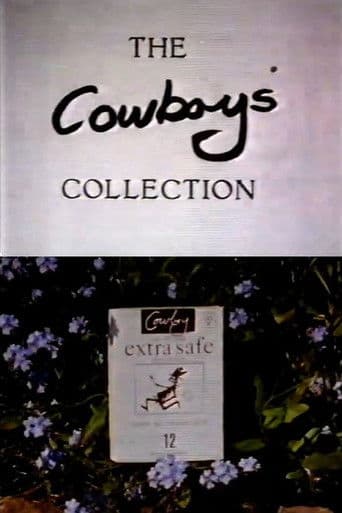 THE
Cowboys'
COLLECTION
Cowboy
extra safe
12